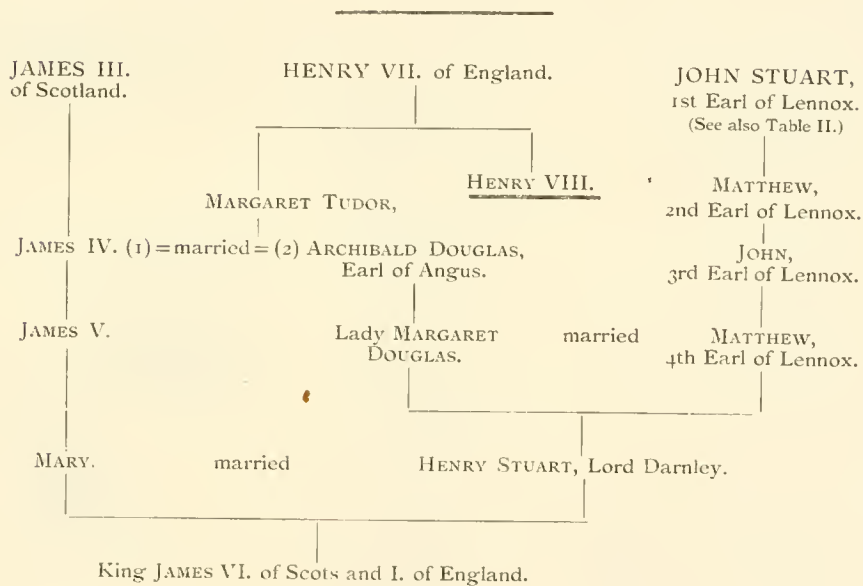 JAMES III.
of Scotland.
HENRY VII. of England.
JOHN STUART,
1st Earl of Lennox.
(See also Table II.)
HENRY VIII.
MATTHEW,
2nd Earl of Lennox.
MARGARET TUDOR,
JAMES IV. (1)=married=(2) ARCHIBALD DOUGLAS,
Earl of Angus.
JOHN,
3rd Earl of Lennox.
JAMES V.
Lady MARGARET
DOUGLAS.
married
MATTHEW,
4th Earl of Lennox.
MARY.
married
HENRY STUART, Lord Darnley.
King JAMES VI. of Scots and I. of England.